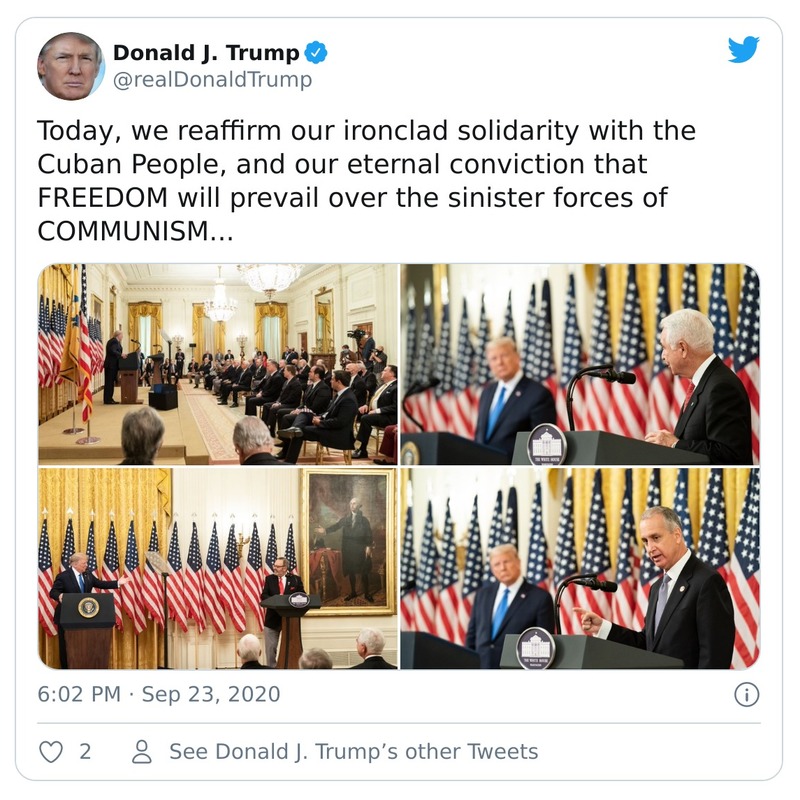 Donald J. Trump
@realDonaldTrump
Today, we reaffirm our ironclad solidarity with the
Cuban People, and our eternal conviction that
FREEDOM will prevail over the sinister forces of
COMMUNISM...
THE WHITE HOUSE
THE WHITE HOUSE
6:02 PM · Sep 23, 2020
2
See Donald J. Trump’s other Tweets